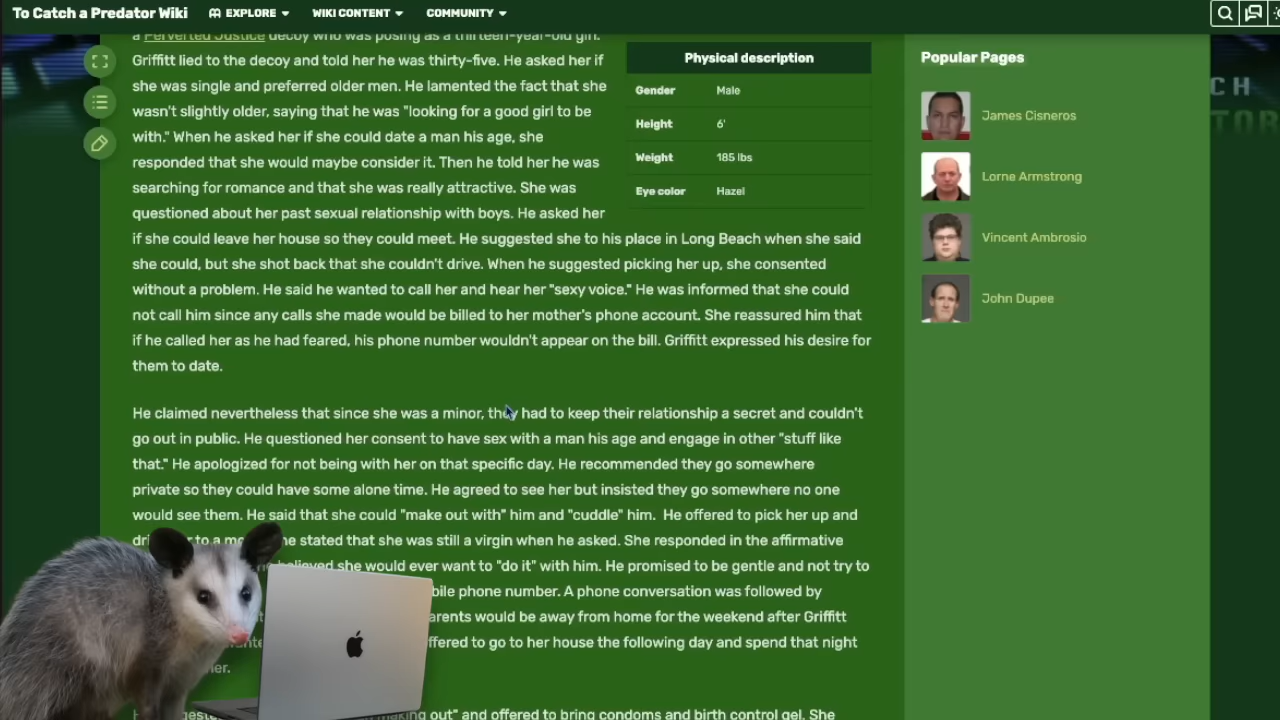 To Catch a Predator Wiki
EXPLORE
WIKI CONTENT
COMMUNITY
a Perverted Justice decoy who was posing as a thirteen-year-old girl.
Griffitt lied to the decoy and told her he was thirty-five. He asked her if
she was single and preferred older men. He lamented the fact that she
wasn't slightly older, saying that he was "looking for a good girl to be
with." When he asked her if she could date a man his age, she
responded that she would maybe consider it. Then he told her he was
searching for romance and that she was really attractive. She was
questioned about her past sexual relationship with boys. He asked her
if she could leave her house so they could meet. He suggested she to his place in Long Beach when she said
she could, but she shot back that she couldn't drive. When he suggested picking her up, she consented
without a problem. He said he wanted to call her and hear her "sexy voice." He was informed that she could
not call him since any calls she made would be billed to her mother's phone account. She reassured him that
if he called her as he had feared, his phone number wouldn't appear on the bill. Griffitt expressed his desire for
them to date.
He claimed nevertheless that since she was a minor, they had to keep their relationship a secret and couldn't
go out in public. He questioned her consent to have sex with a man his age and engage in other "stuff like
that." He apologized for not being with her on that specific day. He recommended they go somewhere
private so they could have some alone time. He agreed to see her but insisted they go somewhere no one
would see them. He said that she could "make out with" him and "cuddle" him. He offered to pick her up and
to a stated that she was still a virgin when he asked. She responded in the affirmative
believed she would ever want to "do it" with him. He promised to be gentle and not try to
phone number. A phone conversation was followed by
would be away from home for the weekend after Griffitt
to go to her house the following day and spend that night
out" and offered to bring condoms and birth control gel. She
Physical description
Gender Male
Height 6'
Weight 185 lbs
Eye color Hazel
Popular Pages
James Cisneros
Lorne Armstrong
Vincent Ambrosio
John Dupee